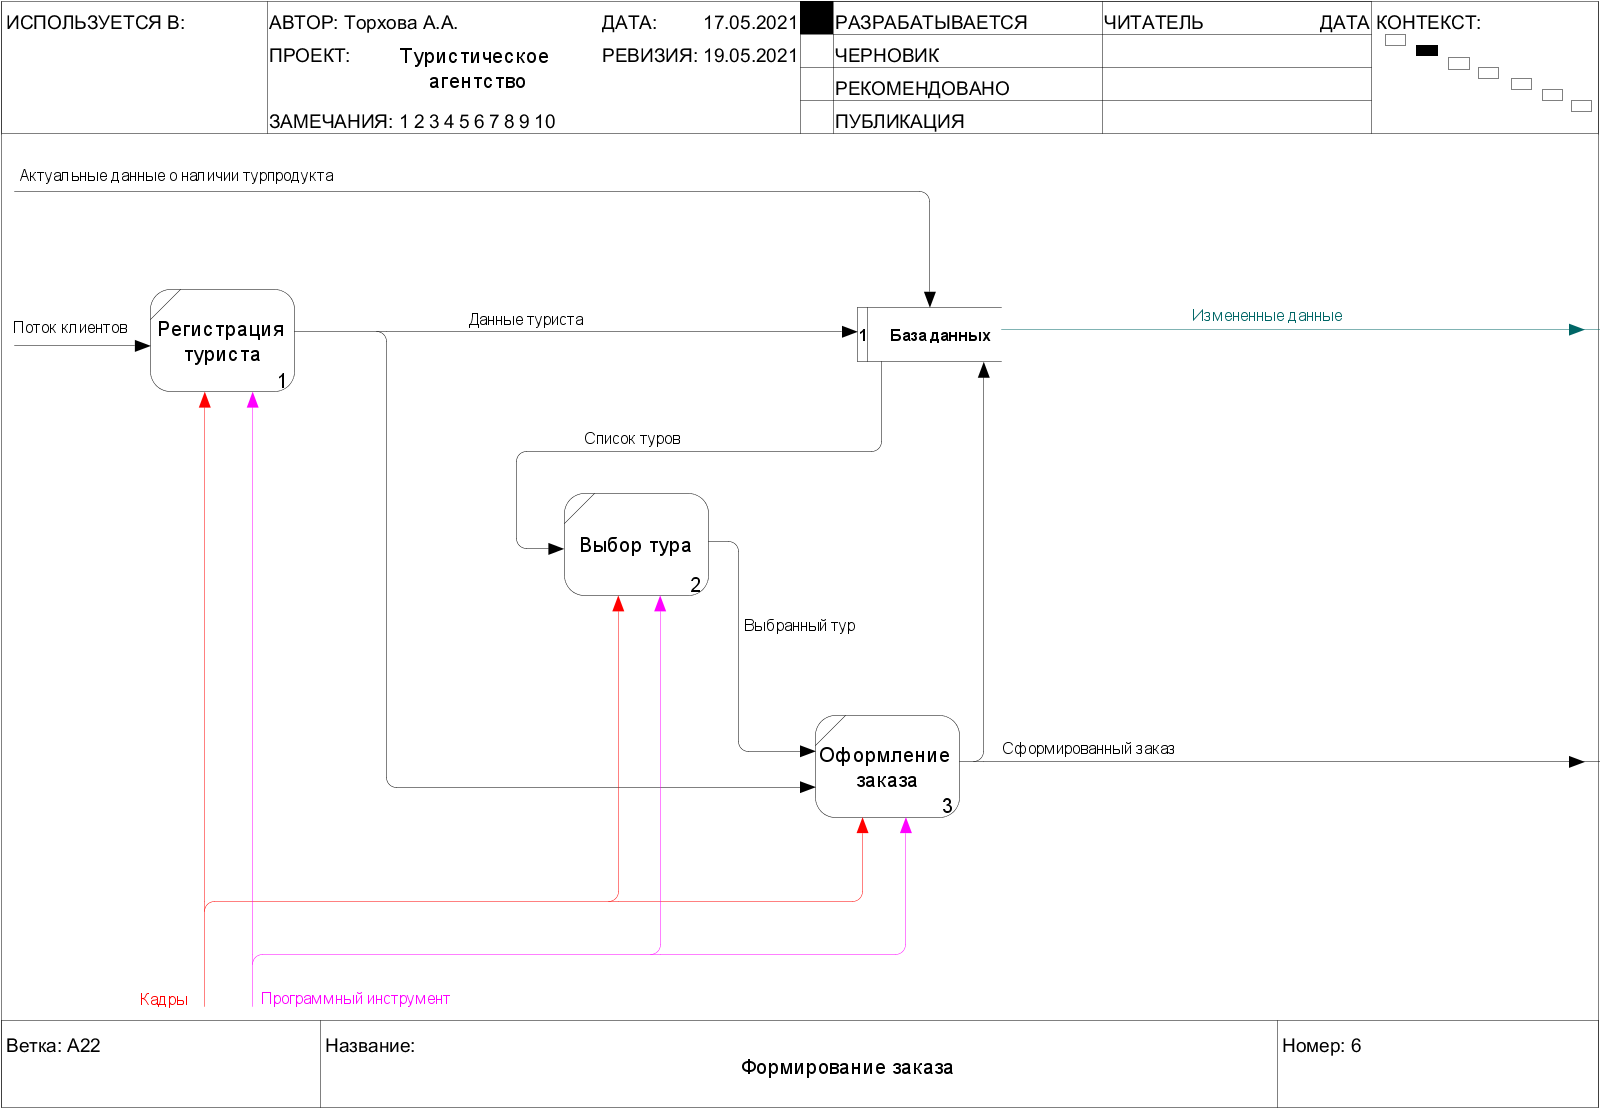 ИСПОЛЬЗУЕТСЯ В:
АВТОР: Торхова А.А.
ДАТА: 17.05.2021
ПРОЕКТ: Туристическое
агентство
РЕВИЗИЯ: 19.05.2021
ЗАМЕЧАНИЯ: 1 2 3 4 5 6 7 8 9 10
РАЗРАБАТЫВАЕТСЯ
ЧЕРНОВИК
РЕКОМЕНДОВАНО
ПУБЛИКАЦИЯ
ЧИТАТЕЛЬ ДАТА
КОНТЕКСТ:
Актуальные данные о наличии турпродукта
Поток клиентов
Регистрация
туриста
1
Данные туриста
1 База данных
Измененные данные
Список туров
Выбор тура
2
Выбранный тур
Оформление
заказа
3
Сформированный заказ
Кадры
Программный инструмент
Ветка: A22
Название:
Формирование заказа
Номер: 6